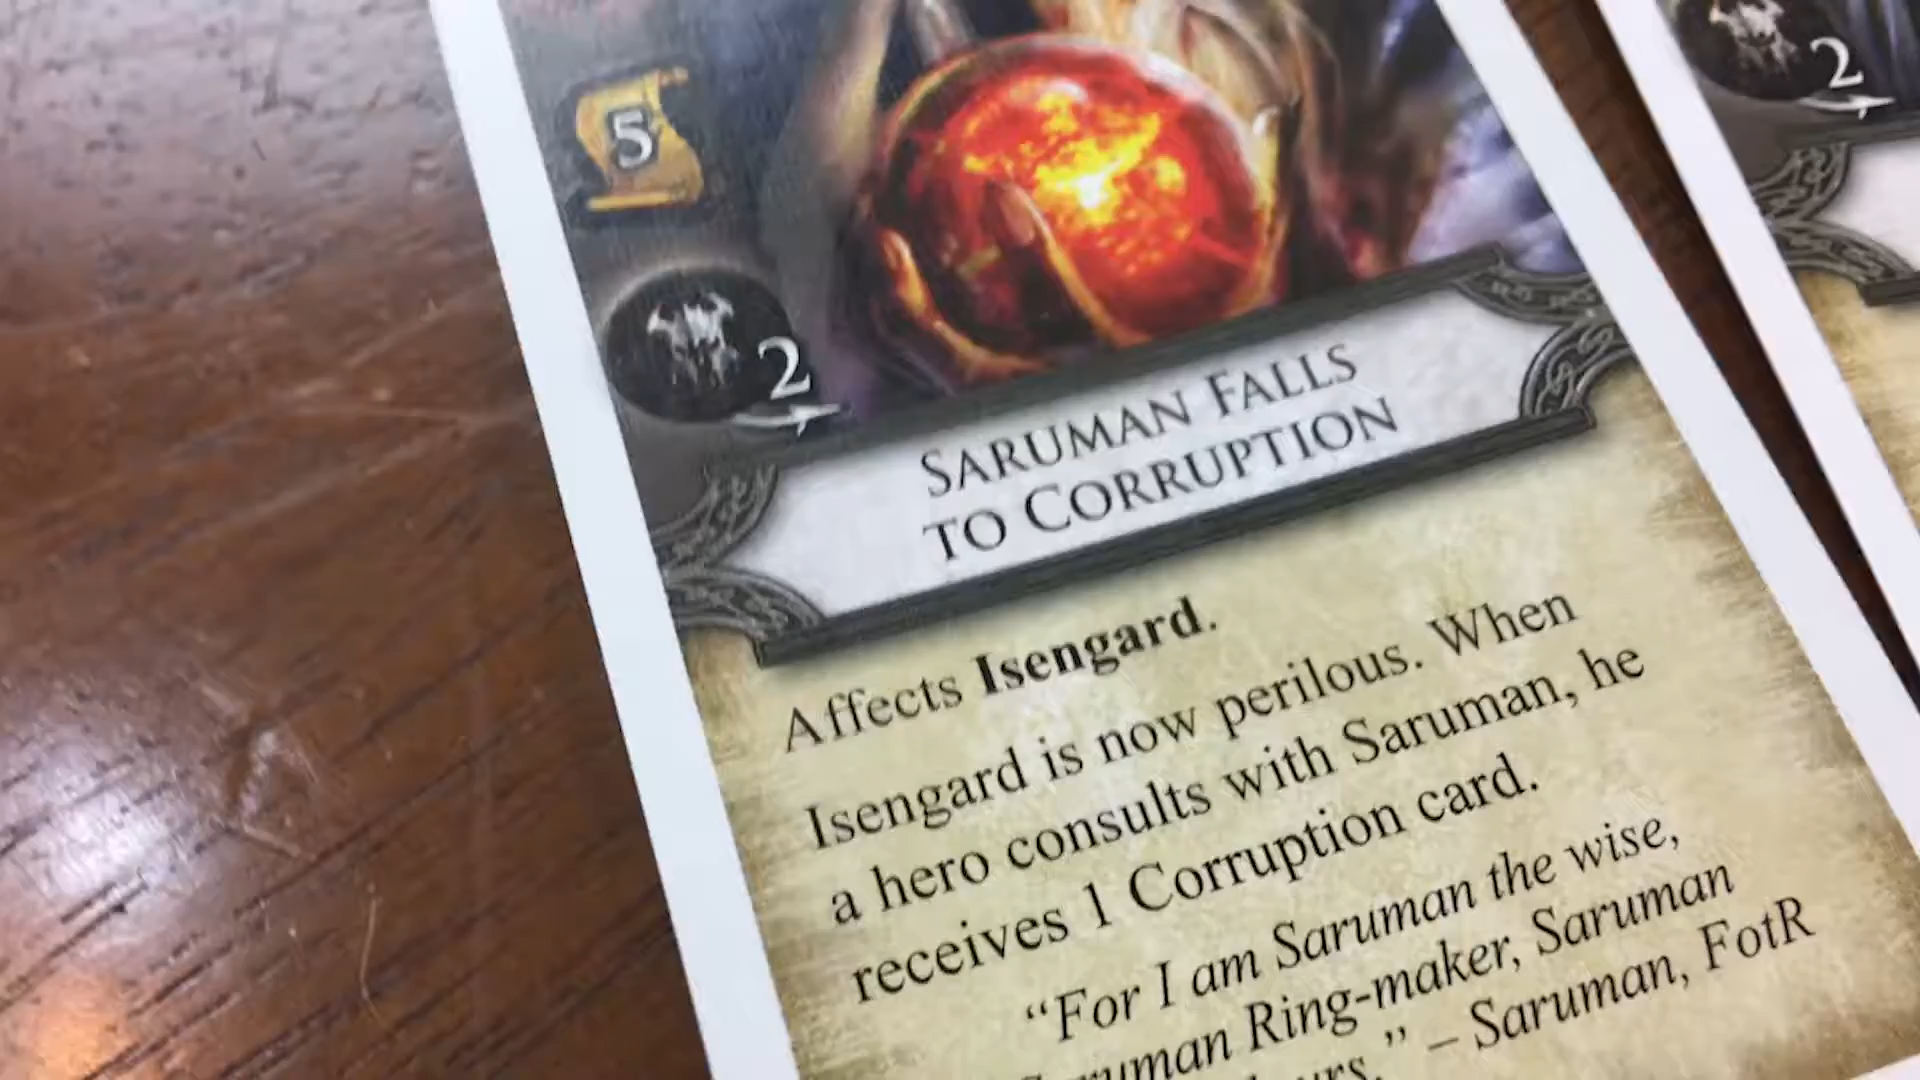 5
2
2
SARUMAN FALLS
TO CORRUPTION
Affects Isengard.
Isengard is now perilous. When
a hero consults with Saruman, he
receives 1 Corruption card.
“For I am Saruman the wise,
Ring-maker, Saruman
.” – Saruman, FotR